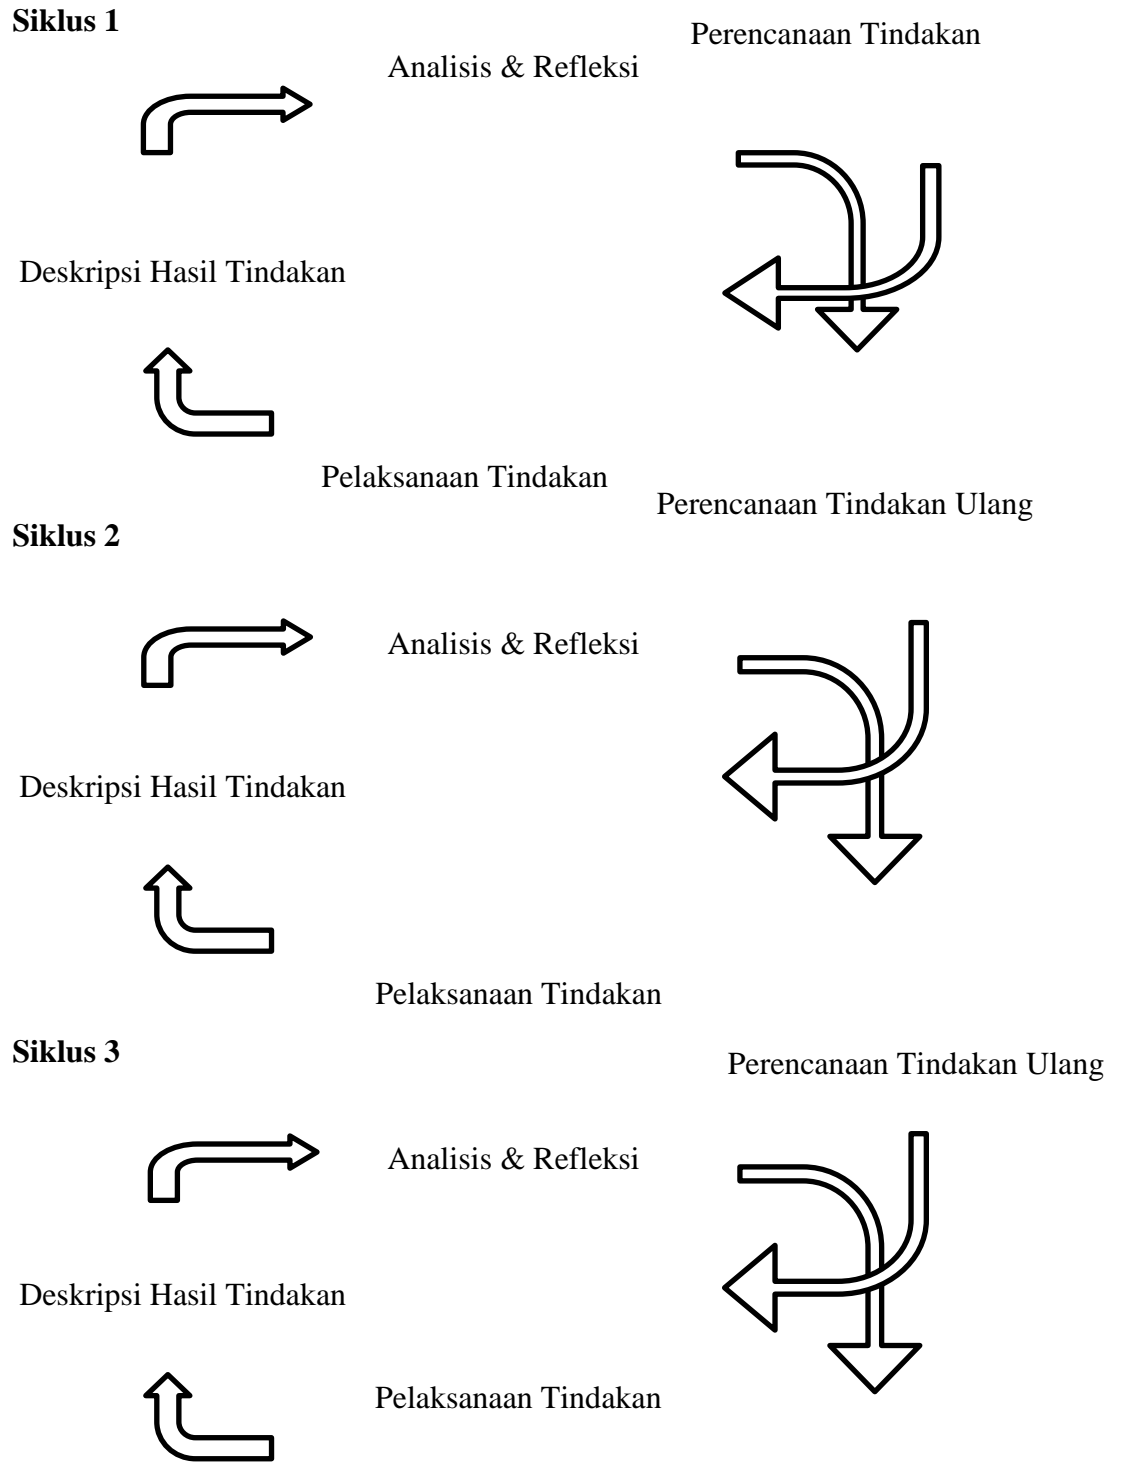 Siklus 1
Perencanaan Tindakan
Analisis & Refleksi
Deskripsi Hasil Tindakan
Pelaksanaan Tindakan
Perencanaan Tindakan Ulang
Siklus 2
Analisis & Refleksi
Deskripsi Hasil Tindakan
Pelaksanaan Tindakan
Siklus 3
Perencanaan Tindakan Ulang
Analisis & Refleksi
Deskripsi Hasil Tindakan
Pelaksanaan Tindakan